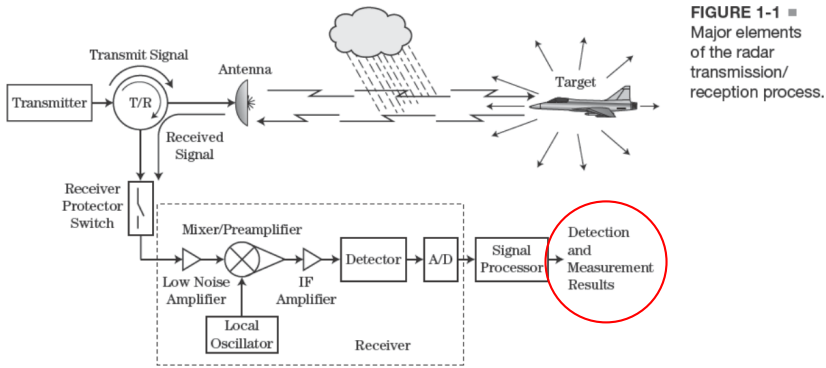 FIGURE 1-1 ■
Major elements
of the radar
transmission/
reception process.
Transmit Signal
Antenna
Target
Transmitter
T/R
Received
Signal
Receiver
Protector
Switch
Mixer/Preamplifier
Detector
A/D
Signal
Processor
Detection
and
Measurement
Results
Low Noise
Amplifier
IF
Amplifier
Local
Oscillator
Receiver